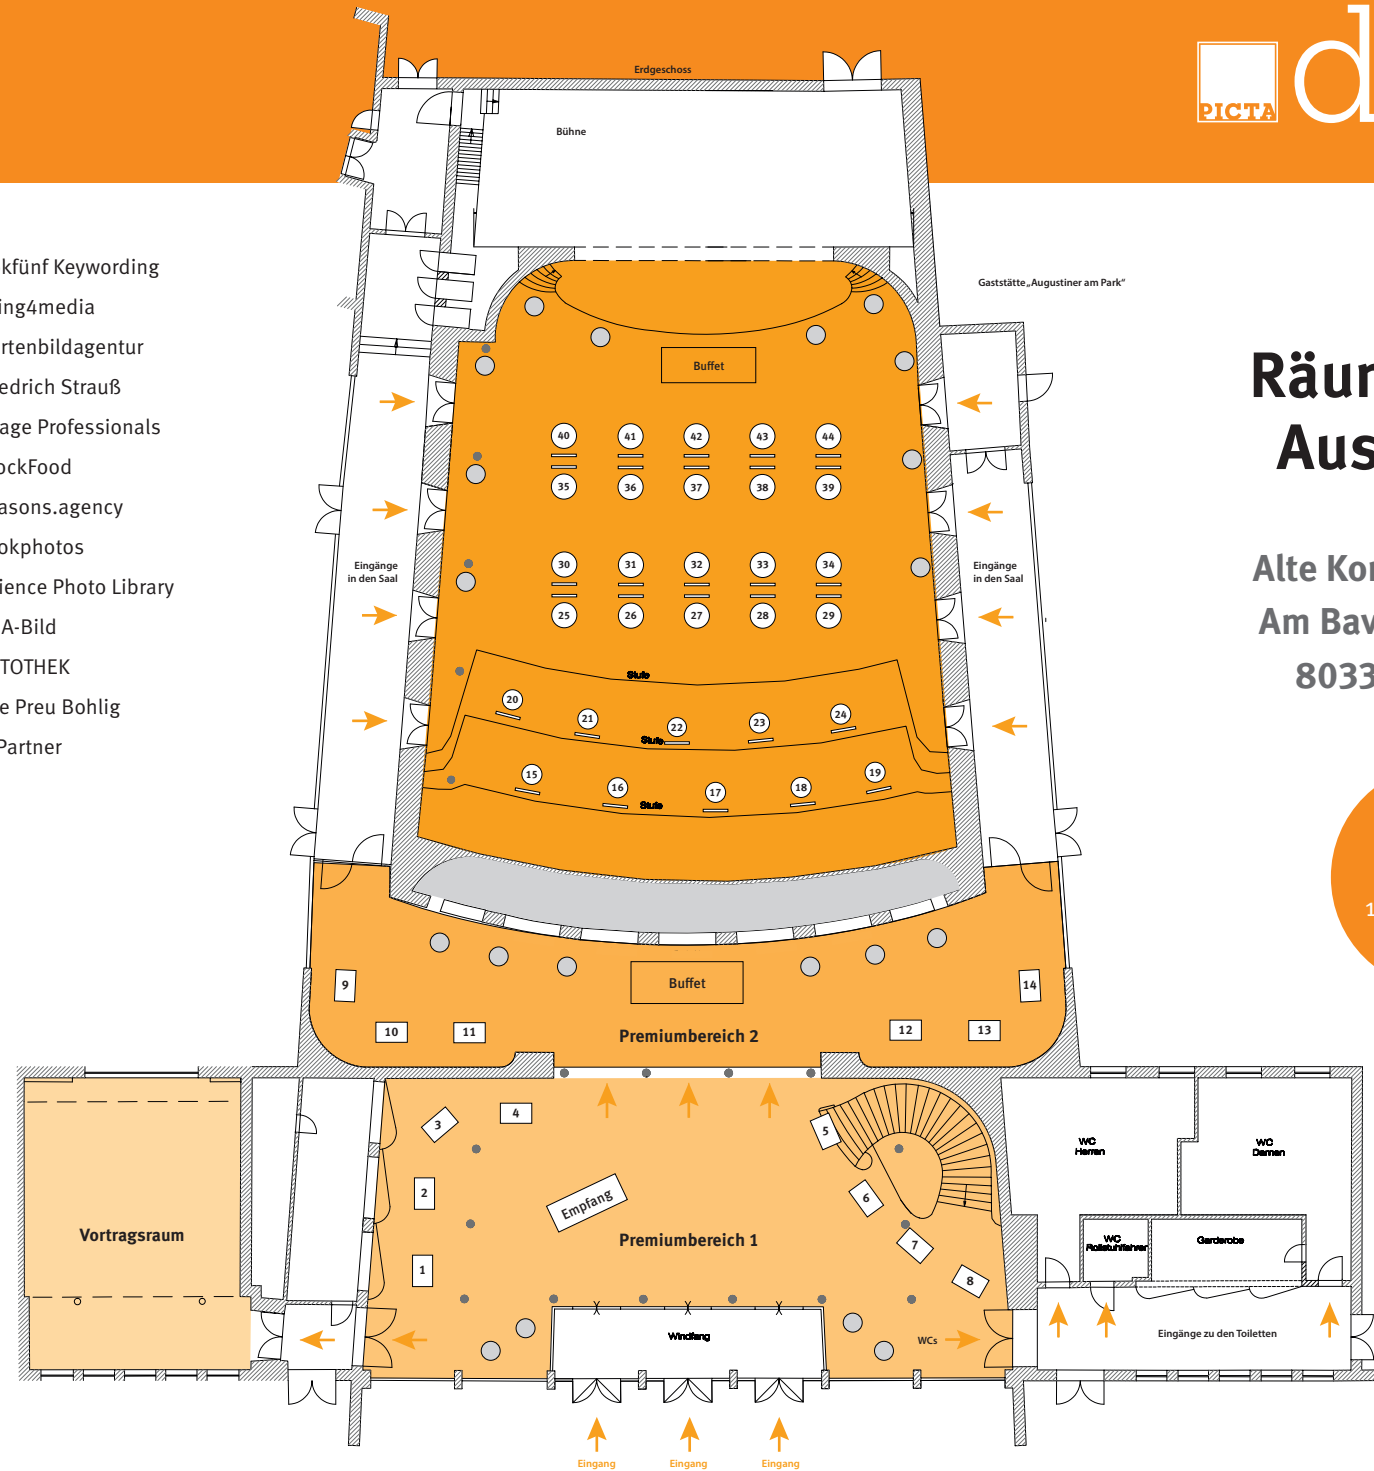 Erdgeschoss
PICTA d
Bühne
kfünf Keywording
ing4media
rtenbildagentur
edrich Strauß
age Professionals
ockFood
asons.agency
okphotos
ience Photo Library
A-Bild
TOTHEK
e Preu Bohlig
Partner
Gaststätte „Augustiner am Park“
Räur
Aus
Alte Kon
Am Bav
8033
1
Buffet
40 41 42 43 44
35 36 37 38 39
Eingänge
in den Saal
30 31 32 33 34
25 26 27 28 29
Eingänge
in den Saal
Stufe
20 21 22 23 24
Stufe
15 16 17 18 19
Stufe
Buffet
9 10 11 12 13 14
Premiumbereich 2
3 4 5
2 6
Empfang
Premiumbereich 1
1 7 8
Vortragsraum
Windfang
WCs
WC
Herren
WC
Damen
WC
Rollstuhlfahrer
Garderobe
Eingänge zu den Toiletten
Eingang Eingang Eingang